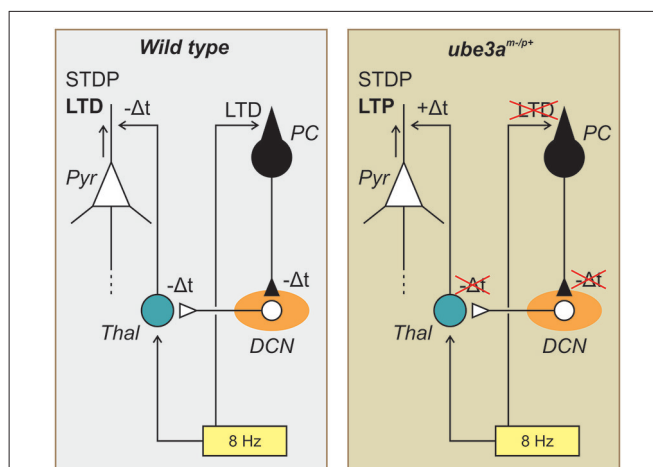 Wild type
STDP
LTD
-Δt
LTD
PC
Pyr
-Δt
-Δt
Thal
DCN
8 Hz
ube3a m-/p+
STDP
LTP
+Δt
LTD
PC
Pyr
-Δt
-Δt
Thal
DCN
8 Hz